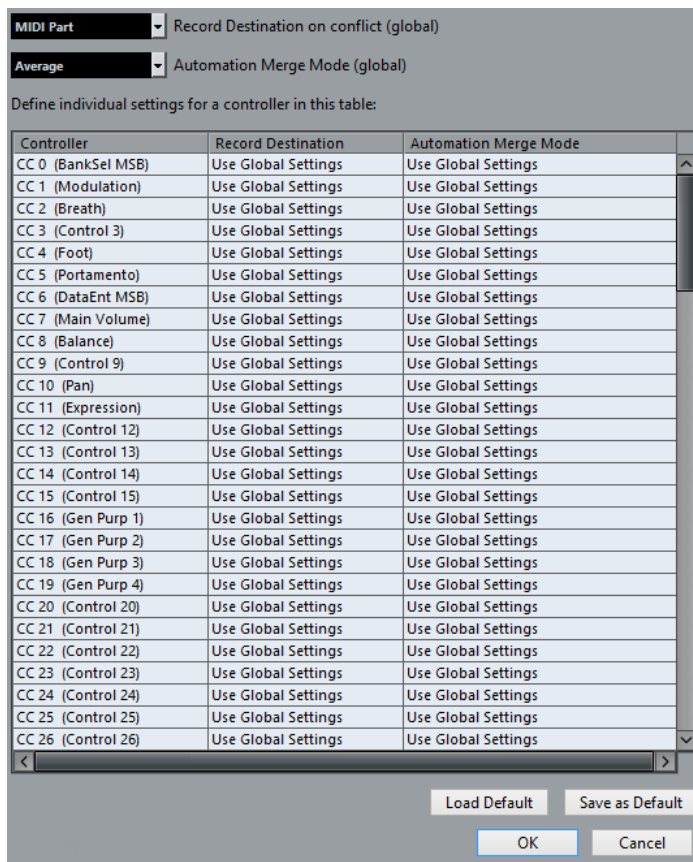 MIDI Part Record Destination on conflict (global)
Average Automation Merge Mode (global)
Define individual settings for a controller in this table:
Controller Record Destination Automation Merge Mode
CC 0 (BankSel MSB) Use Global Settings Use Global Settings
CC 1 (Modulation) Use Global Settings Use Global Settings
CC 2 (Breath) Use Global Settings Use Global Settings
CC 3 (Control 3) Use Global Settings Use Global Settings
CC 4 (Foot) Use Global Settings Use Global Settings
CC 5 (Portamento) Use Global Settings Use Global Settings
CC 6 (DataEnt MSB) Use Global Settings Use Global Settings
CC 7 (Main Volume) Use Global Settings Use Global Settings
CC 8 (Balance) Use Global Settings Use Global Settings
CC 9 (Control 9) Use Global Settings Use Global Settings
CC 10 (Pan) Use Global Settings Use Global Settings
CC 11 (Expression) Use Global Settings Use Global Settings
CC 12 (Control 12) Use Global Settings Use Global Settings
CC 13 (Control 13) Use Global Settings Use Global Settings
CC 14 (Control 14) Use Global Settings Use Global Settings
CC 15 (Control 15) Use Global Settings Use Global Settings
CC 16 (Gen Purp 1) Use Global Settings Use Global Settings
CC 17 (Gen Purp 2) Use Global Settings Use Global Settings
CC 18 (Gen Purp 3) Use Global Settings Use Global Settings
CC 19 (Gen Purp 4) Use Global Settings Use Global Settings
CC 20 (Control 20) Use Global Settings Use Global Settings
CC 21 (Control 21) Use Global Settings Use Global Settings
CC 22 (Control 22) Use Global Settings Use Global Settings
CC 23 (Control 23) Use Global Settings Use Global Settings
CC 24 (Control 24) Use Global Settings Use Global Settings
CC 25 (Control 25) Use Global Settings Use Global Settings
CC 26 (Control 26) Use Global Settings Use Global Settings
Load Default Save as Default
OK Cancel